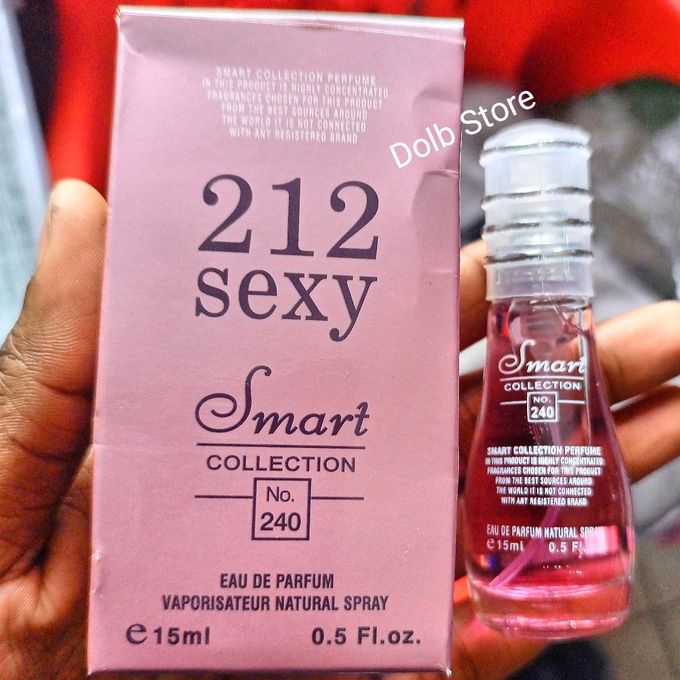 SMART COLLECTION PERFUME
IN THIS PRODUCT IS HIGHLY CONCENTRATED
FRAGRANCES CHOSEN FOR THIS PRODUCT
FROM THE BEST SOURCES AROUND
THE WORLD IT IS NOT CONNECTED
WITH ANY REGISTERED BRAND
Dolb Store
212
sexy
Smart
COLLECTION
No.
240
EAU DE PARFUM
VAPORISATEUR NATURAL SPRAY
e 15ml 0.5 Fl.oz.
Smart
COLLECTION
NO.
240
SMART COLLECTION PERFUME
IN THIS PRODUCT IS HIGHLY CONCENTRATED
FRAGRANCES CHOSEN FOR THIS PRODUCT
FROM THE BEST SOURCES AROUND
THE WORLD IT IS NOT CONNECTED
WITH ANY REGISTERED BRAND
EAU DE PARFUM NATURAL SPRAY
e 15ml 0.5 Fl.